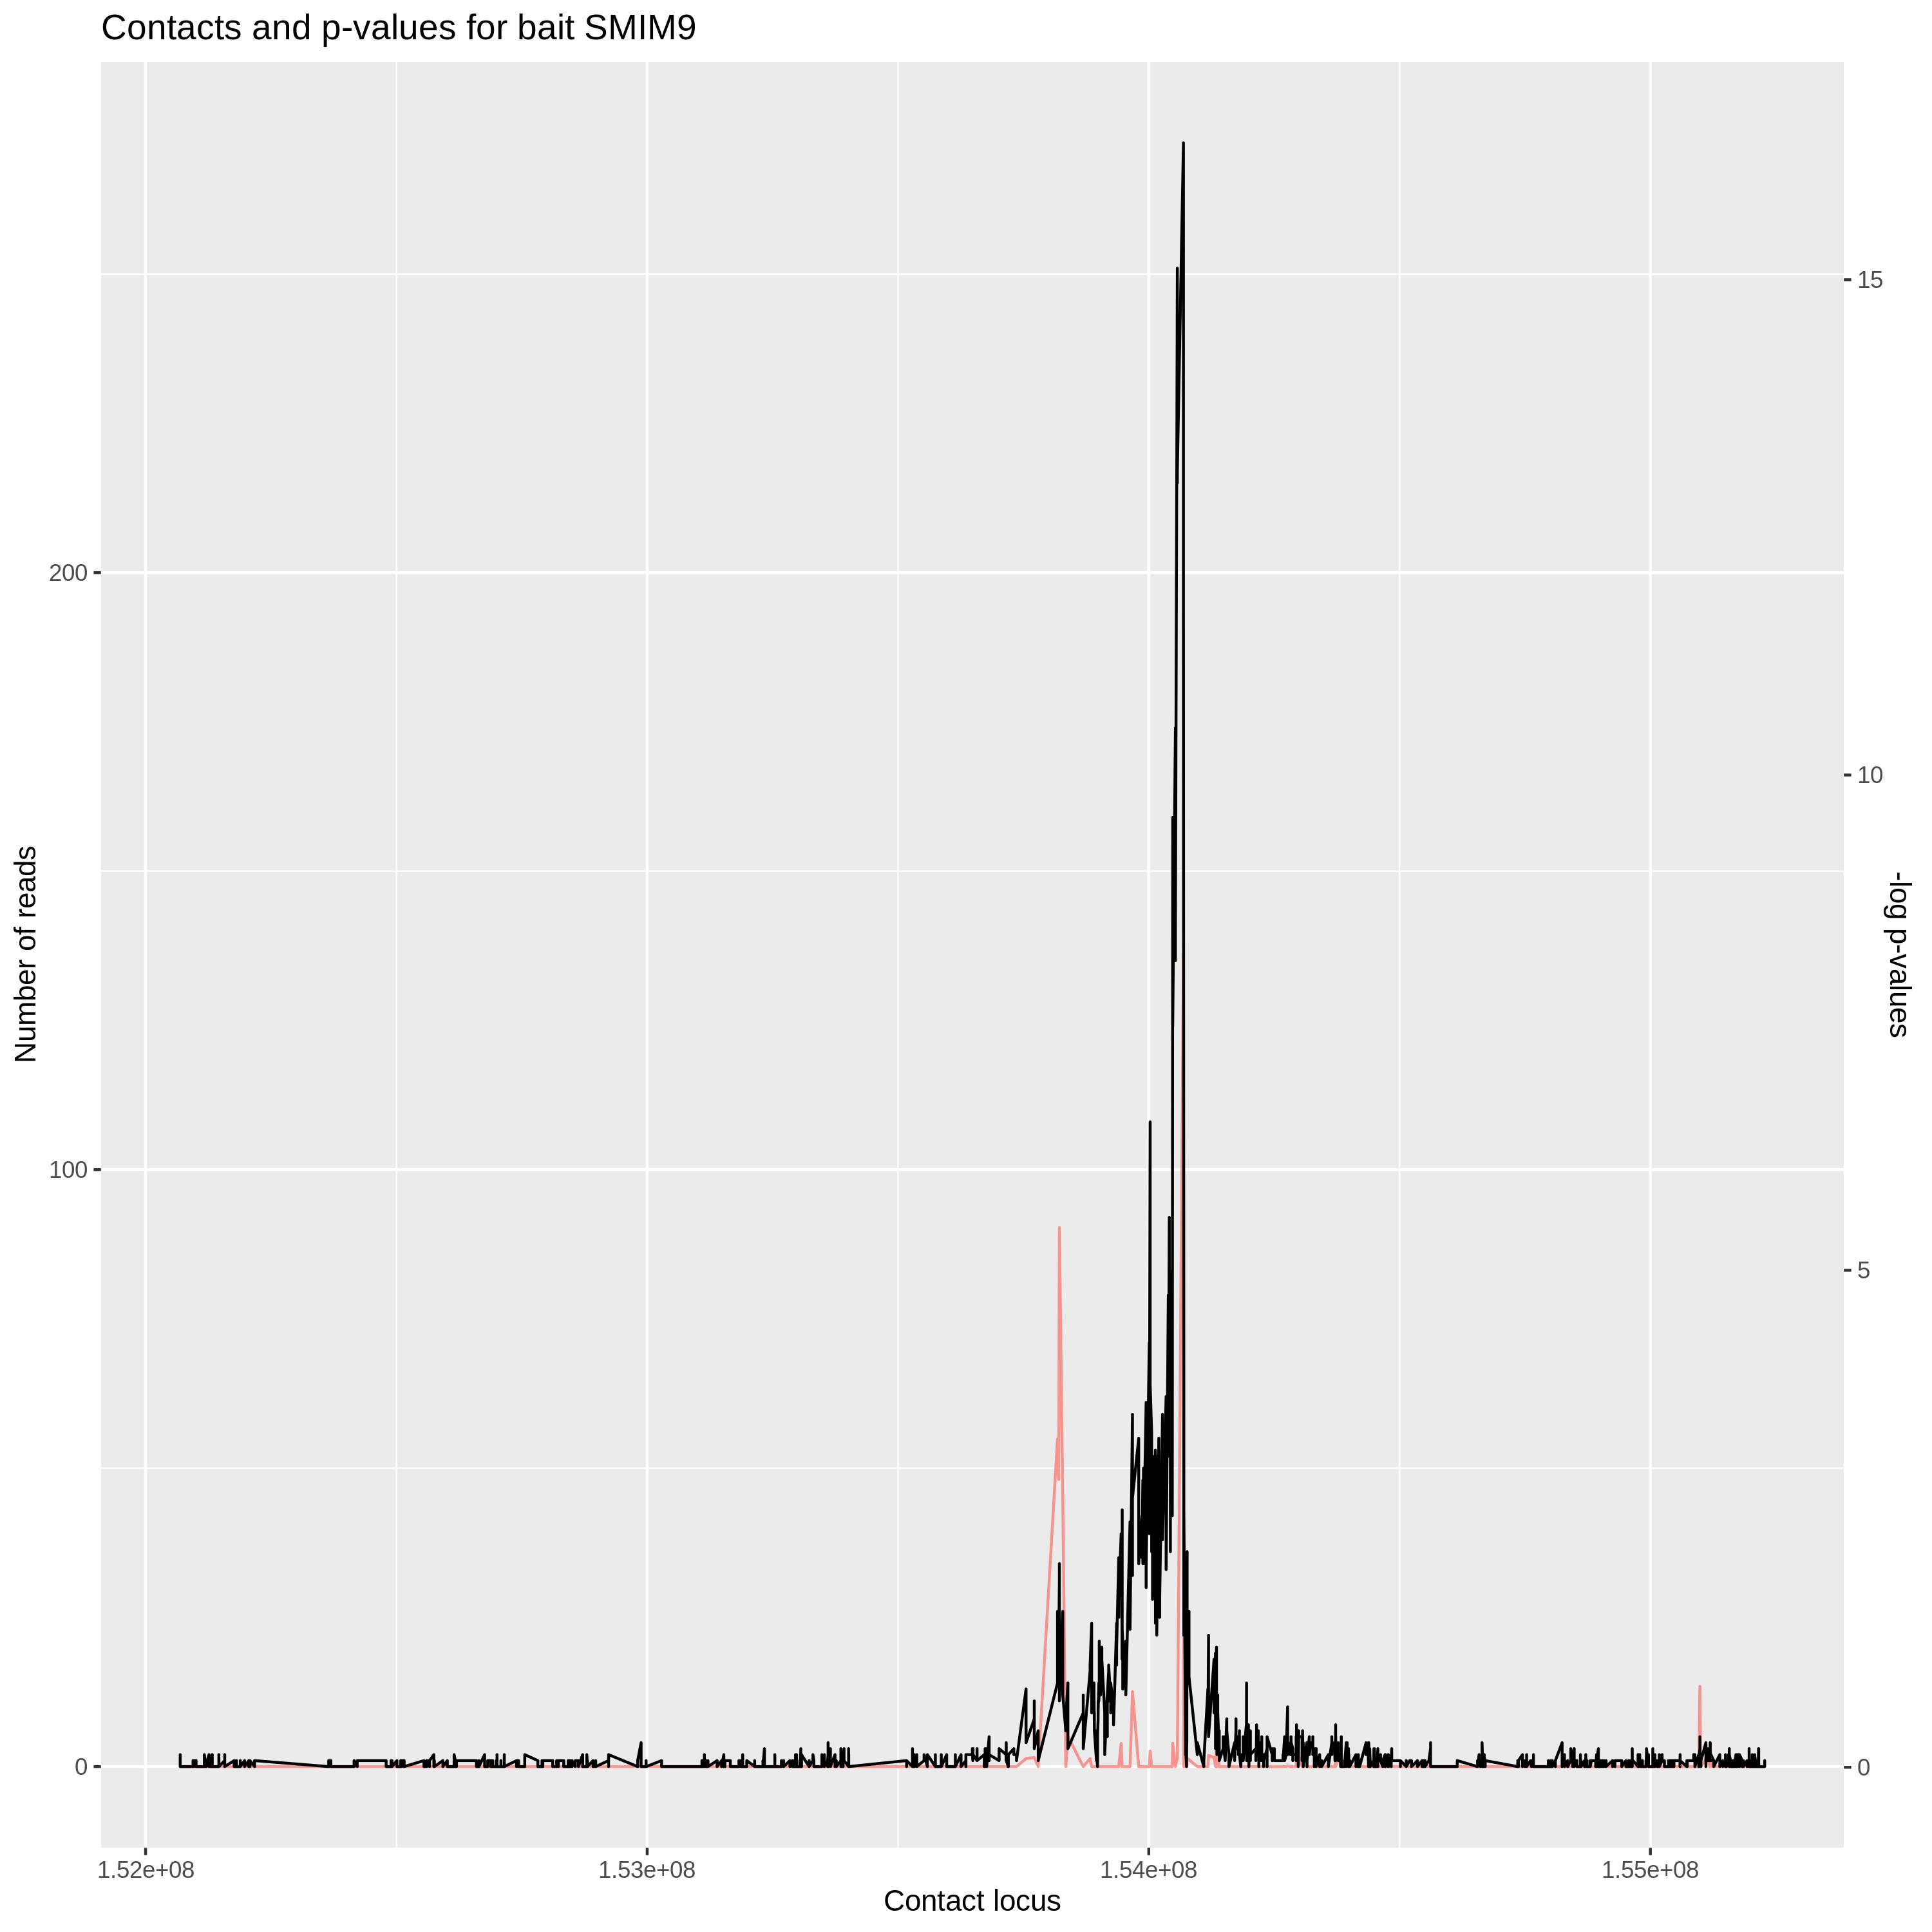 Contacts and p-values for bait SMIM9
Number of reads
200
100
0
15
10
5
0
-log p-values
1.52e+08
1.53e+08
1.54e+08
1.55e+08
Contact locus